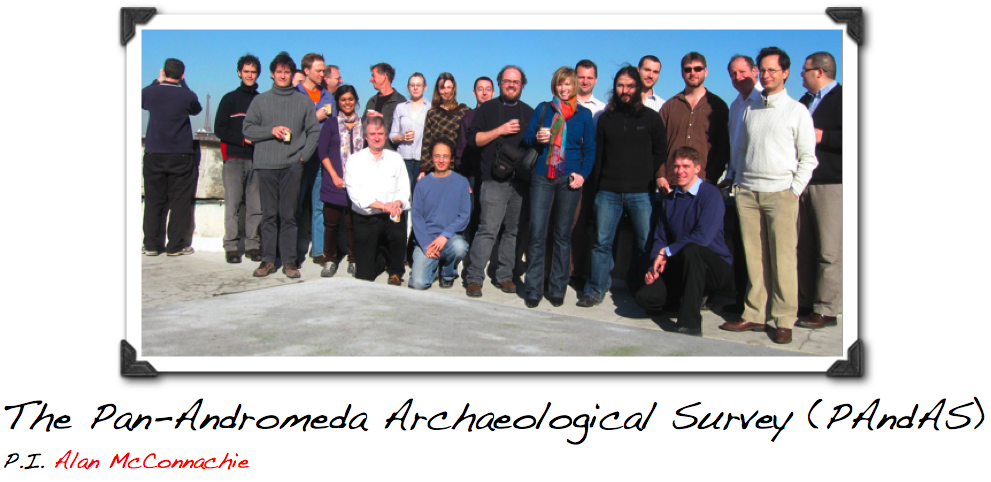 The Pan-Andromeda Archaeological Survey (PAndAS)
P.I. Alan McConnachie